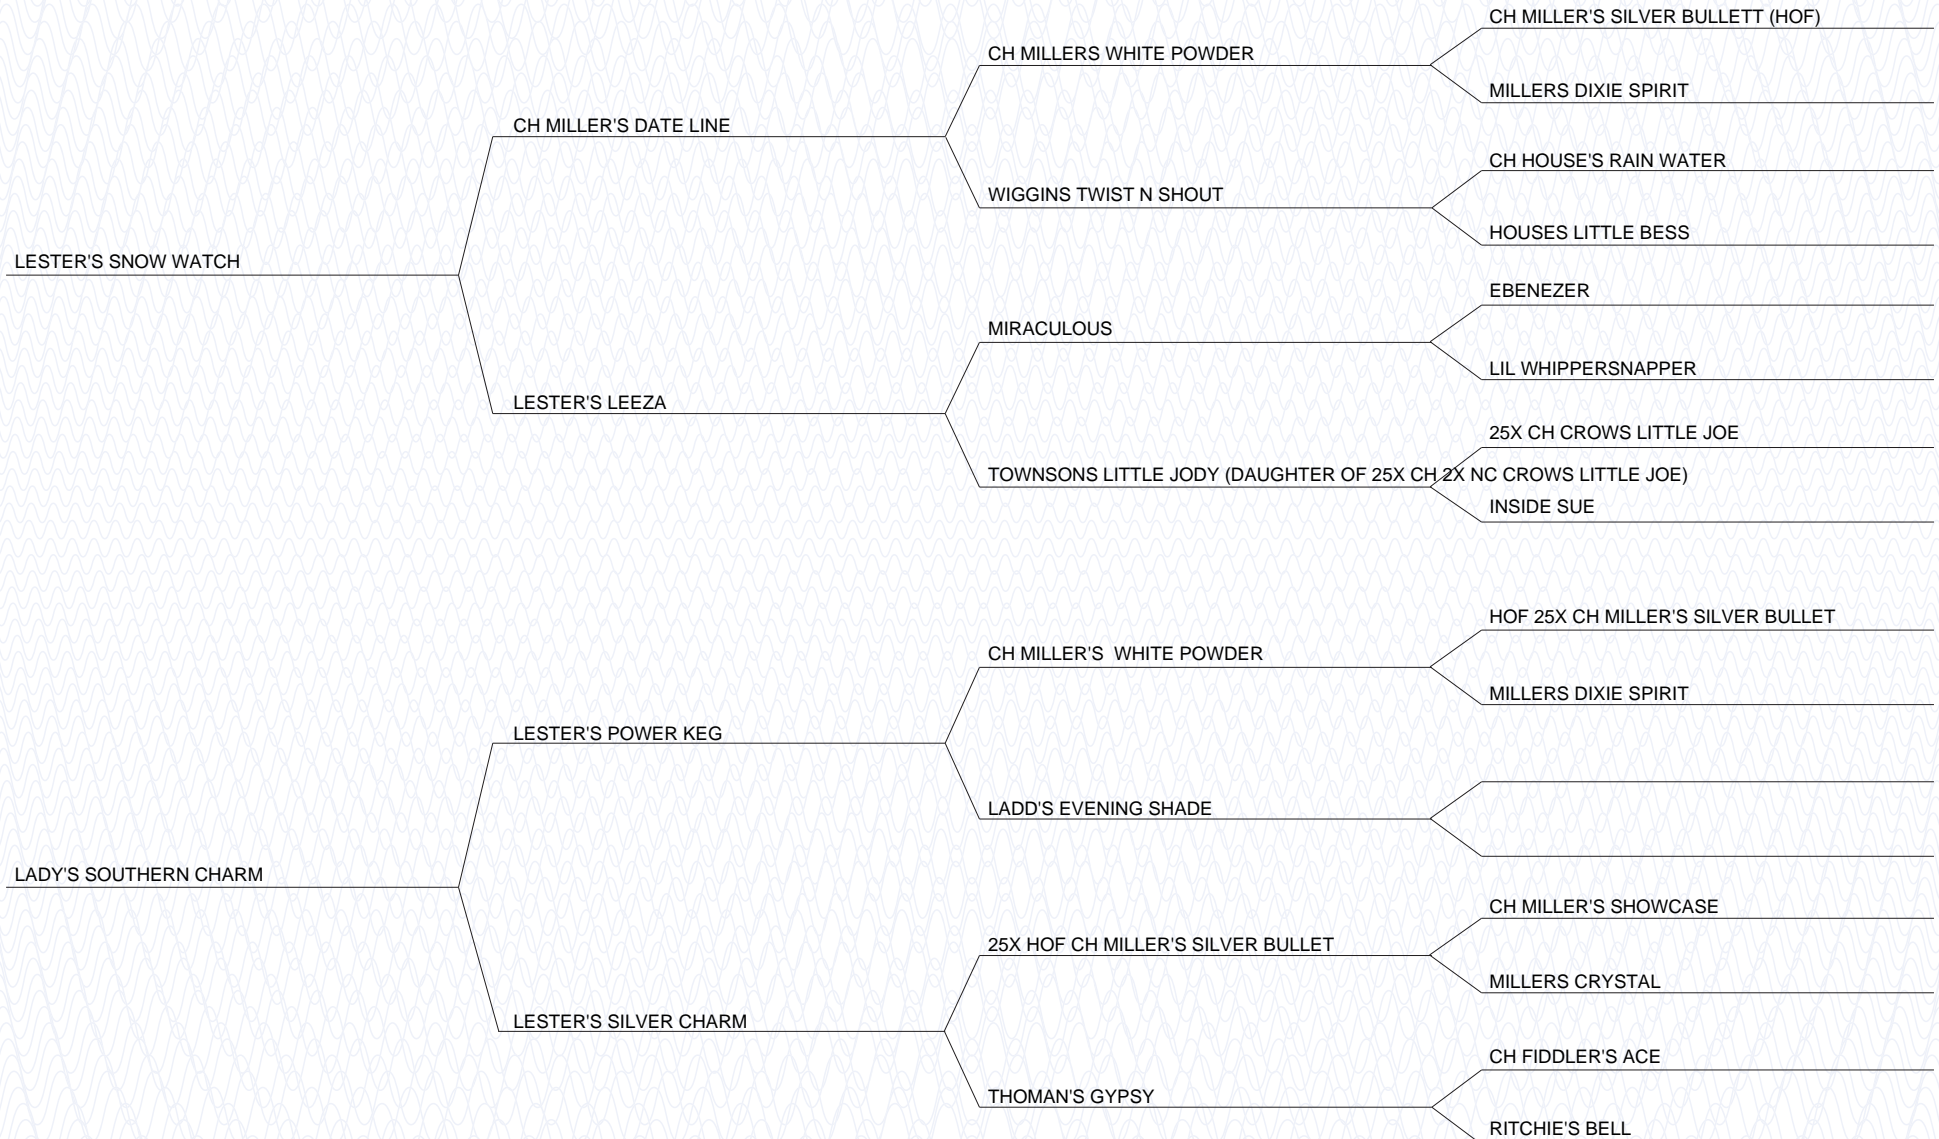 CH MILLER'S SILVER BULLETT (HOF)
CH MILLERS WHITE POWDER
MILLERS DIXIE SPIRIT
CH MILLER'S DATE LINE
CH HOUSE'S RAIN WATER
WIGGINS TWIST N SHOUT
HOUSES LITTLE BESS
LESTER'S SNOW WATCH
EBENEZER
MIRACULOUS
LIL WHIPPERSNAPPER
LESTER'S LEEZA
25X CH CROWS LITTLE JOE
TOWNSONS LITTLE JODY (DAUGHTER OF 25X CH 2X NC CROWS LITTLE JOE)
INSIDE SUE
HOF 25X CH MILLER'S SILVER BULLET
CH MILLER'S  WHITE POWDER
MILLERS DIXIE SPIRIT
LESTER'S POWER KEG
LADD'S EVENING SHADE
LADY'S SOUTHERN CHARM
CH MILLER'S SHOWCASE
25X HOF CH MILLER'S SILVER BULLET
MILLERS CRYSTAL
LESTER'S SILVER CHARM
CH FIDDLER'S ACE
THOMAN'S GYPSY
RITCHIE'S BELL